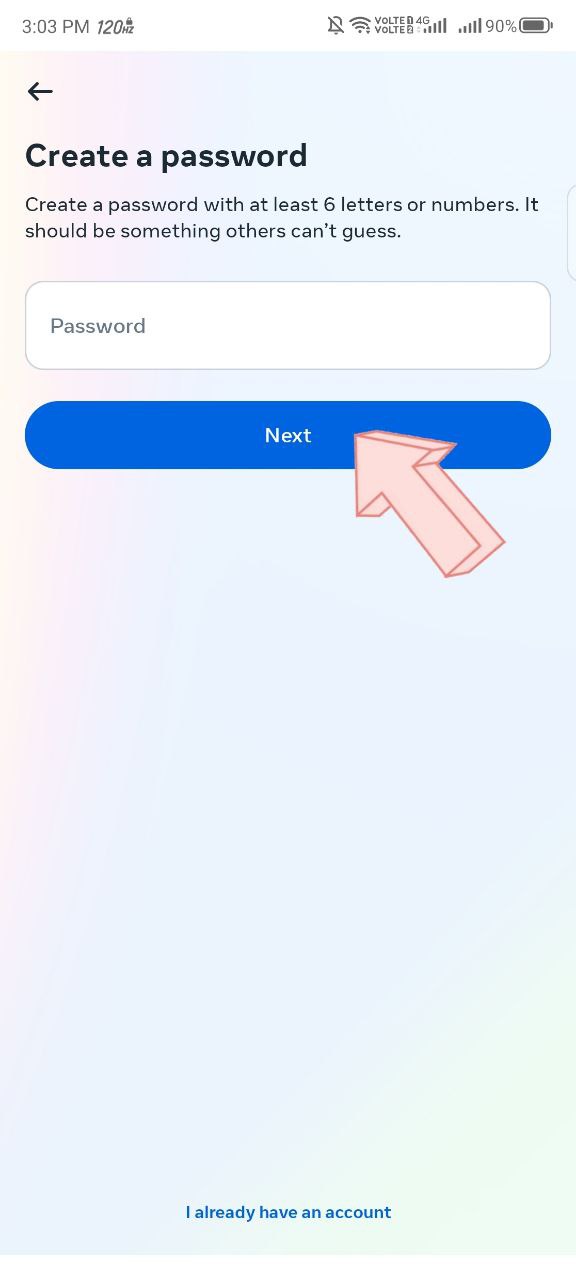 3:03 PM 120HZ VOLTE 1 4G VOLTE 2 90%
Create a password
Create a password with at least 6 letters or numbers. It
should be something others can’t guess.
Password
Next
I already have an account